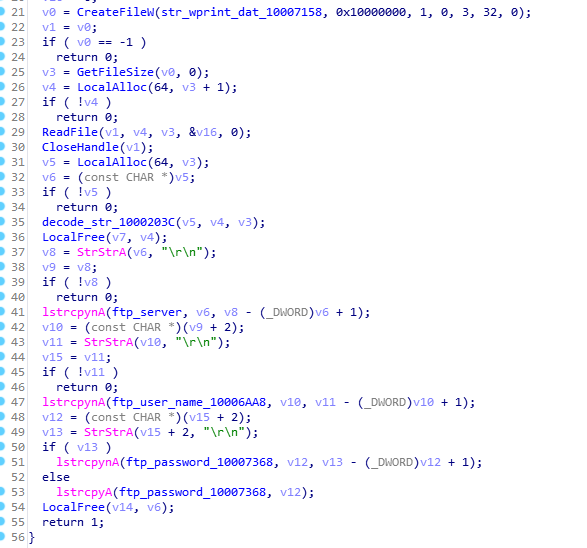 21 v0 = CreateFileW(str_wprint_dat_10007158, 0x10000000, 1, 0, 3, 32, 0);
22 v1 = v0;
23 if ( v0 == -1 )
24 return 0;
25 v3 = GetFileSize(v0, 0);
26 v4 = LocalAlloc(64, v3 + 1);
27 if ( !v4 )
28 return 0;
29 ReadFile(v1, v4, v3, &v16, 0);
30 CloseHandle(v1);
31 v5 = LocalAlloc(64, v3);
32 v6 = (const CHAR *)v5;
33 if ( !v5 )
34 return 0;
35 decode_str_1000203C(v5, v4, v3);
36 LocalFree(v7, v4);
37 v8 = StrStrA(v6, "\r\n");
38 v9 = v8;
39 if ( !v8 )
40 return 0;
41 lstrcpynA(ftp_server, v6, v8 - (_DWORD)v6 + 1);
42 v10 = (const CHAR *)(v9 + 2);
43 v11 = StrStrA(v10, "\r\n");
44 v15 = v11;
45 if ( !v11 )
46 return 0;
47 lstrcpynA(ftp_user_name_10006AA8, v10, v11 - (_DWORD)v10 + 1);
48 v12 = (const CHAR *)(v15 + 2);
49 v13 = StrStrA(v15 + 2, "\r\n");
50 if ( v13 )
51 lstrcpynA(ftp_password_10007368, v12, v13 - (_DWORD)v12 + 1);
52 else
53 lstrcpyA(ftp_password_10007368, v12);
54 LocalFree(v14, v6);
55 return 1;
56 }